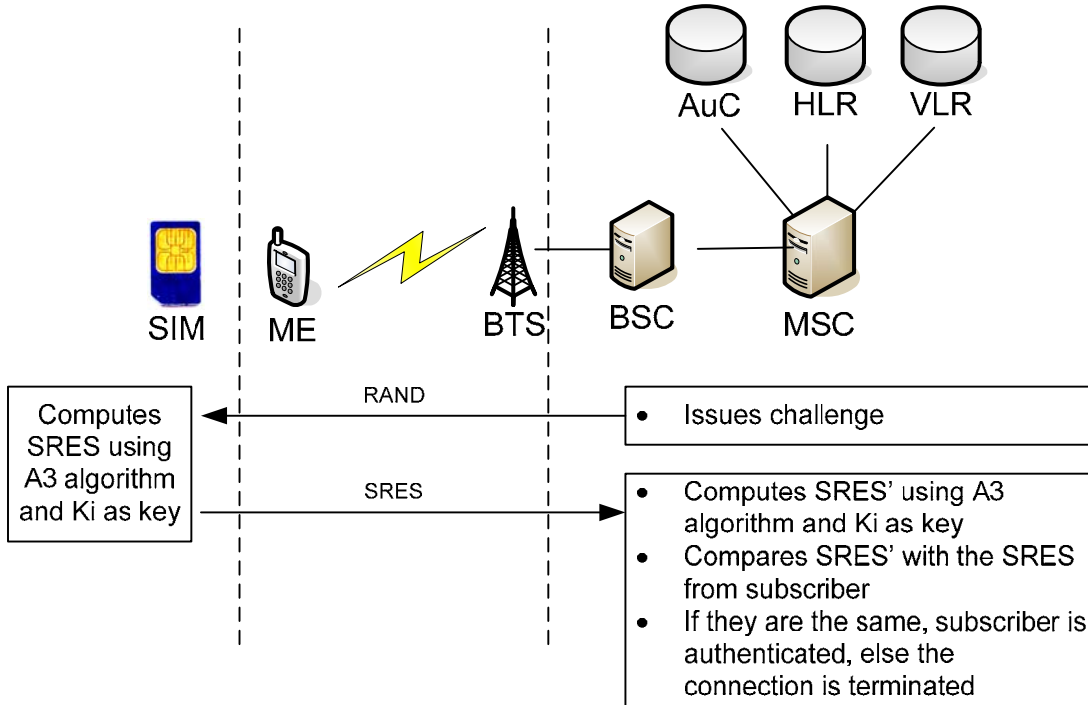 AuC
HLR
VLR
SIM
ME
BTS
BSC
MSC
RAND
Computes
SRES using
A3 algorithm
and Ki as key
• Issues challenge
SRES
• Computes SRES’ using A3
algorithm and Ki as key
• Compares SRES’ with the SRES
from subscriber
• If they are the same, subscriber is
authenticated, else the
connection is terminated